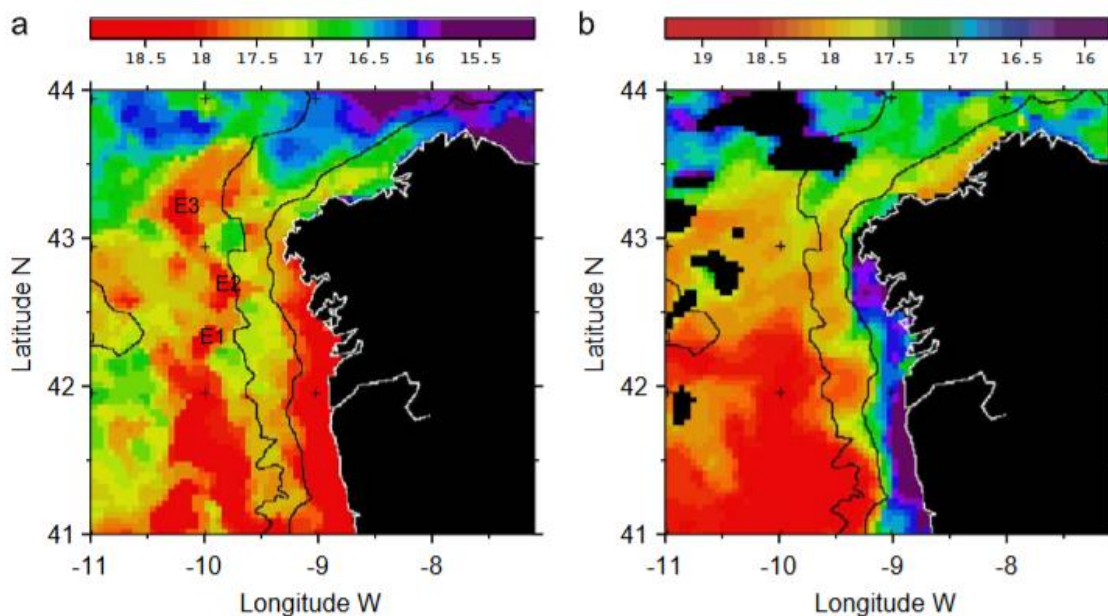 a
18.5 18 17.5 17 16.5 16 15.5
44
43
42
41
Latitude N
E3
E2
E1
-11 -10 -9 -8
Longitude W
b
19 18.5 18 17.5 17 16.5 16
44
43
42
41
Latitude N
-11 -10 -9 -8
Longitude W